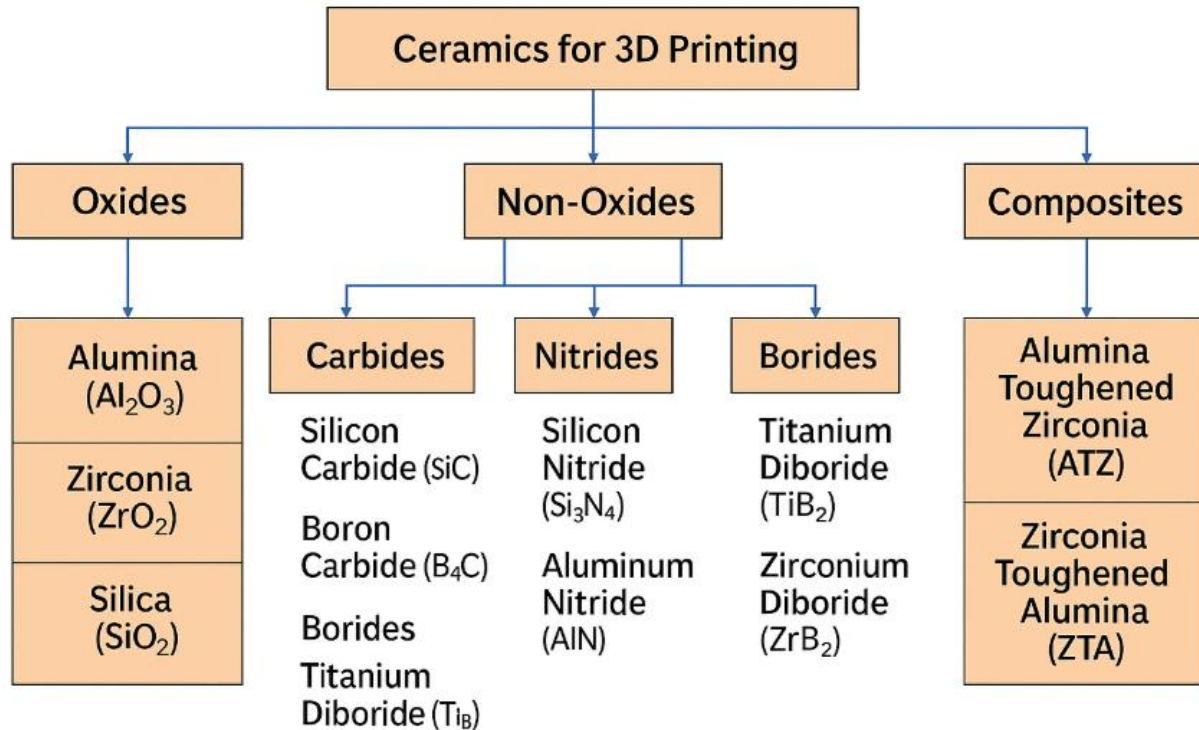 Ceramics for 3D Printing
Oxides
Non-Oxides
Composites
Alumina
(Al₂O₃)
Zirconia
(ZrO₂)
Silica
(SiO₂)
Carbides
Silicon
Carbide (SiC)
Boron
Carbide (B₄C)
Borides
Titanium
Diboride (Ti_B)
Nitrides
Silicon
Nitride
(Si₃N₄)
Aluminum
Nitride
(AlN)
Borides
Titanium
Diboride
(TiB₂)
Zirconium
Diboride
(ZrB₂)
Alumina
Toughened
Zirconia
(ATZ)
Zirconia
Toughened
Alumina
(ZTA)